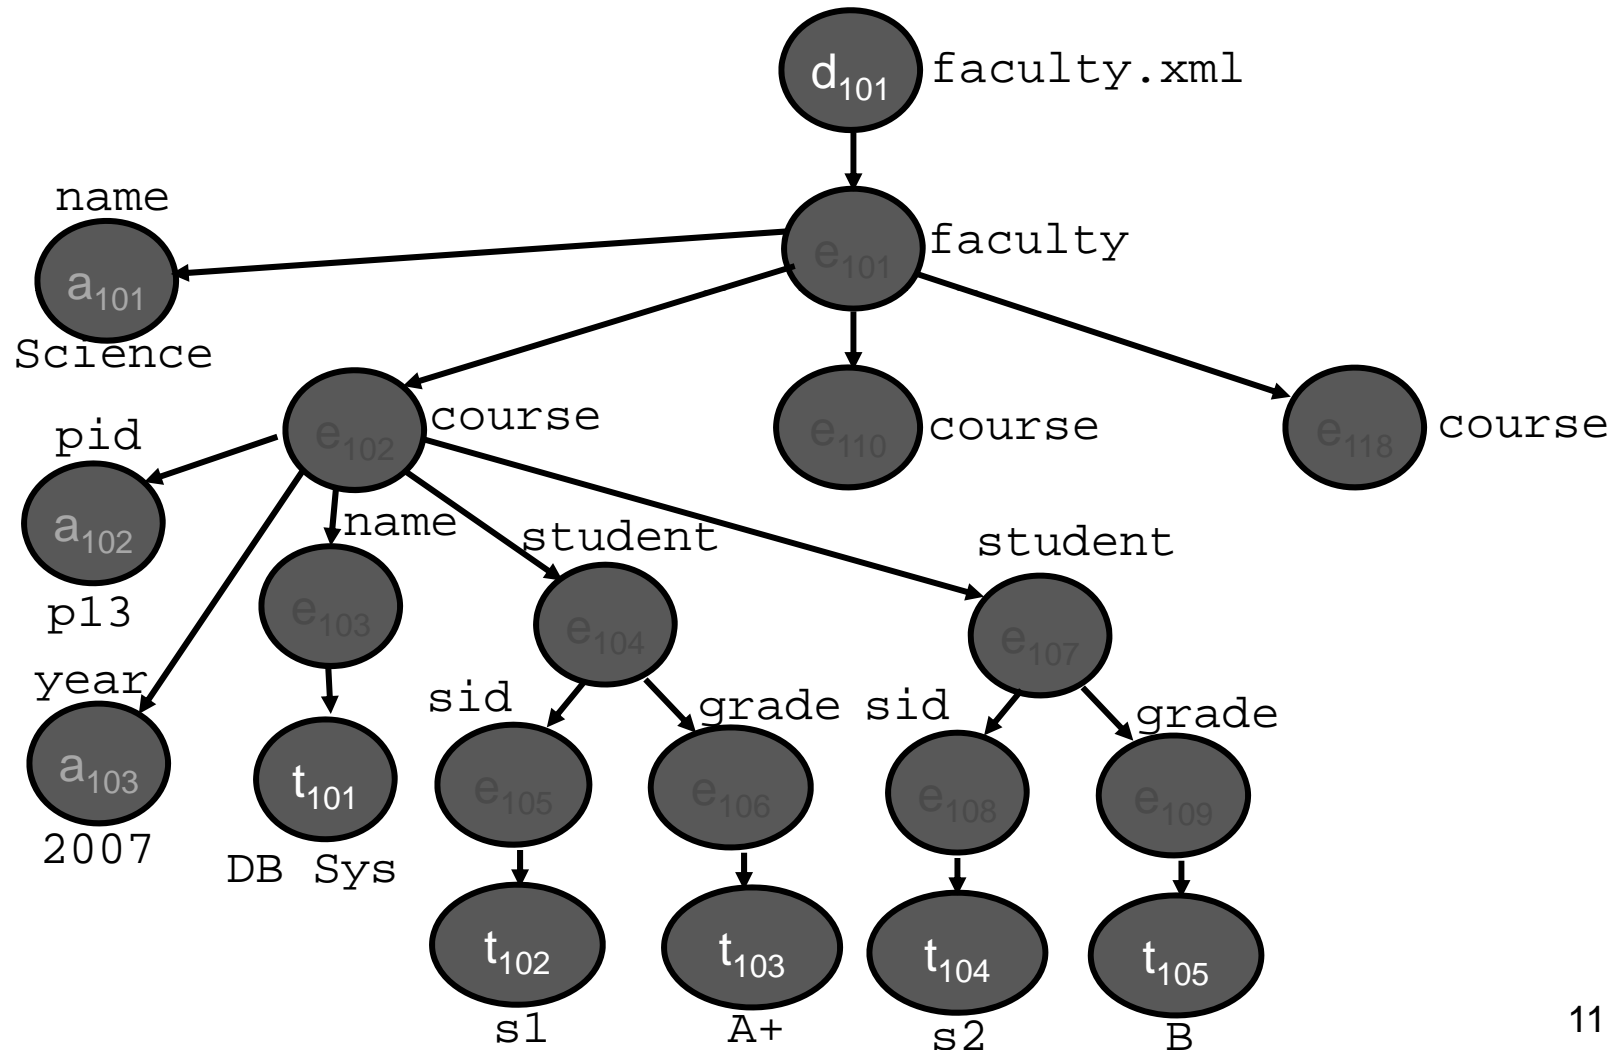 d101 faculty.xml
name
e101 faculty
a101
Science
e102 course
e110 course
e118 course
pid
a102
p13
name
student
student
e103
e104
e107
year
sid
grade
sid
grade
a103
t101
e105
e106
e108
e109
2007
DB Sys
t102
t103
t104
t105
s1
A+
s2
B
11